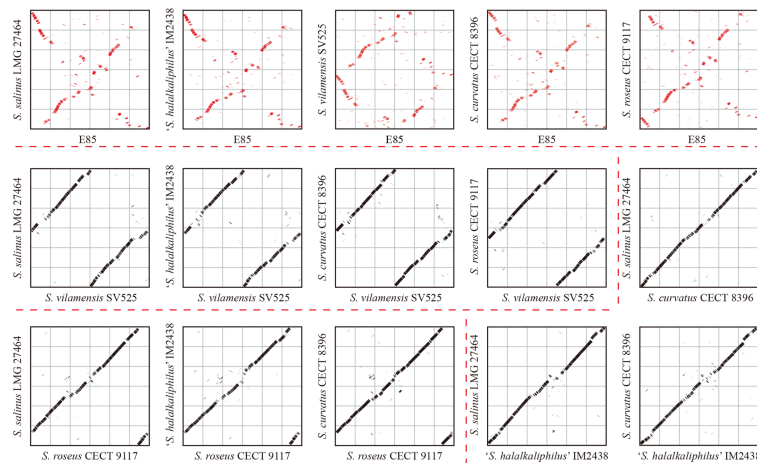 S. salinus LMG 27464
E85
'S. halalkaliphilus' IM2438
E85
S. vilamensis SV525
E85
S. curvatus CECT 8396
E85
S. roseus CECT 9117
E85
S. salinus LMG 27464
S. vilamensis SV525
'S. halalkaliphilus' IM2438
S. vilamensis SV525
S. curvatus CECT 8396
S. vilamensis SV525
S. roseus CECT 9117
S. vilamensis SV525
S. salinus LMG 27464
S. curvatus CECT 8396
S. salinus LMG 27464
S. roseus CECT 9117
'S. halalkaliphilus' IM2438
S. roseus CECT 9117
S. curvatus CECT 8396
S. roseus CECT 9117
S. salinus LMG 27464
'S. halalkaliphilus' IM2438
S. curvatus CECT 8396
'S. halalkaliphilus' IM2438